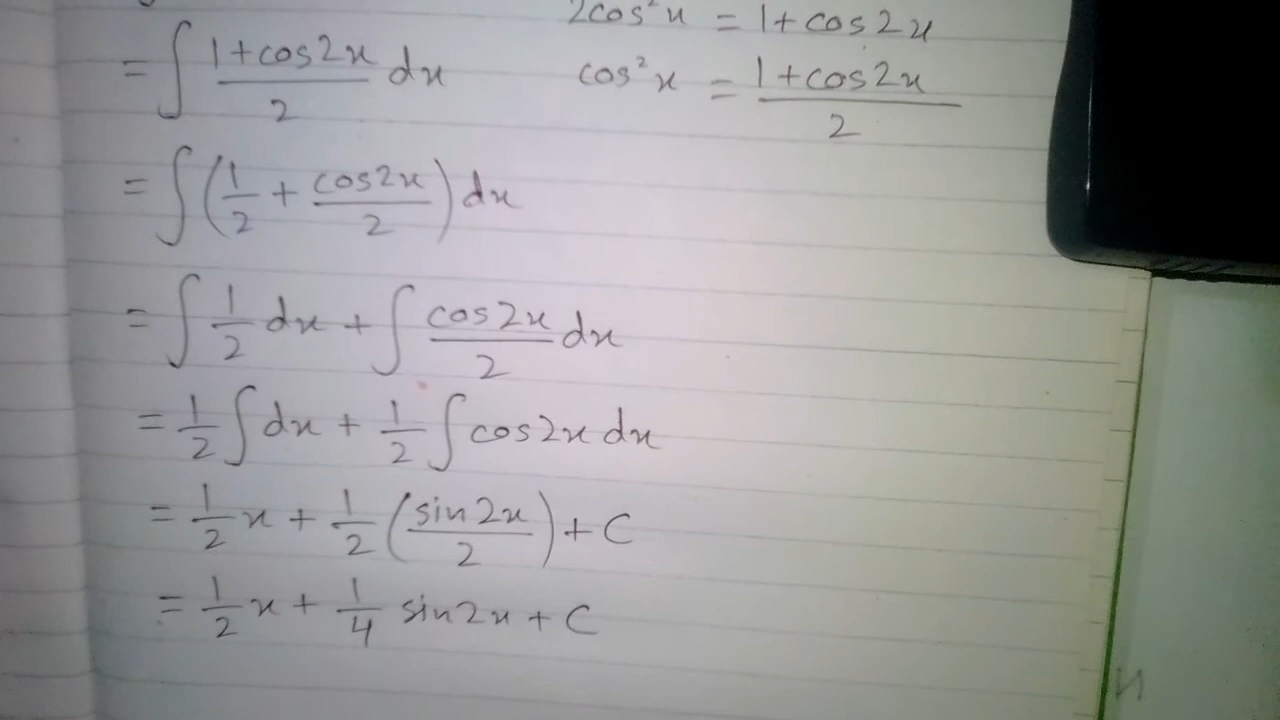 2cos²x = 1+cos2x
= ∫ (1+cos2x)/2 dx
cos²x = (1+cos2x)/2
= ∫ (1/2 + cos2x/2) dx
= ∫ 1/2 dx + ∫ cos2x/2 dx
= 1/2 ∫ dx + 1/2 ∫ cos2x dx
= 1/2 x + 1/2 (sin2x/2) + C
= 1/2 x + 1/4 sin2x + C